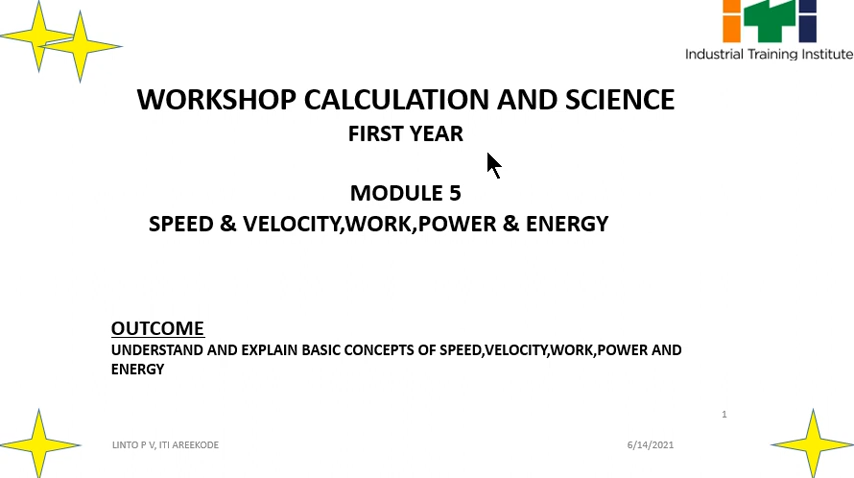 iTi
Industrial Training Institute
WORKSHOP CALCULATION AND SCIENCE
FIRST YEAR
MODULE 5
SPEED & VELOCITY,WORK,POWER & ENERGY
OUTCOME
UNDERSTAND AND EXPLAIN BASIC CONCEPTS OF SPEED,VELOCITY,WORK,POWER AND
ENERGY
1
LINTO P V, ITI AREEKODE
6/14/2021